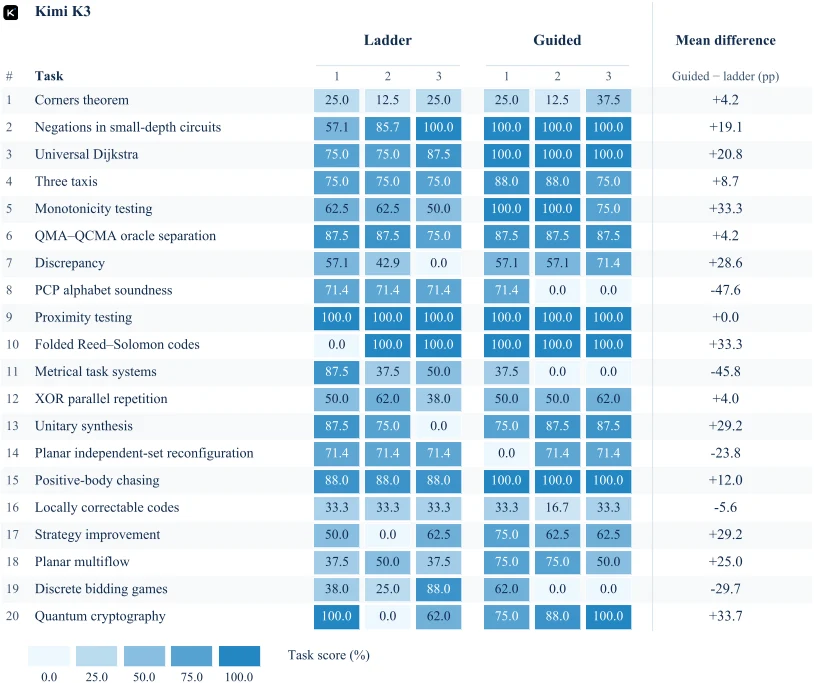 K Kimi K3
Ladder Guided Mean difference
# Task 1 2 3 1 2 3 Guided − ladder (pp)
1 Corners theorem 25.0 12.5 25.0 25.0 12.5 37.5 +4.2
2 Negations in small-depth circuits 57.1 85.7 100.0 100.0 100.0 100.0 +19.1
3 Universal Dijkstra 75.0 75.0 87.5 100.0 100.0 100.0 +20.8
4 Three taxis 75.0 75.0 75.0 88.0 88.0 75.0 +8.7
5 Monotonicity testing 62.5 62.5 50.0 100.0 100.0 75.0 +33.3
6 QMA–QCMA oracle separation 87.5 87.5 75.0 87.5 87.5 87.5 +4.2
7 Discrepancy 57.1 42.9 0.0 57.1 57.1 71.4 +28.6
8 PCP alphabet soundness 71.4 71.4 71.4 71.4 0.0 0.0 -47.6
9 Proximity testing 100.0 100.0 100.0 100.0 100.0 100.0 +0.0
10 Folded Reed–Solomon codes 0.0 100.0 100.0 100.0 100.0 100.0 +33.3
11 Metrical task systems 87.5 37.5 50.0 37.5 0.0 0.0 -45.8
12 XOR parallel repetition 50.0 62.0 38.0 50.0 50.0 62.0 +4.0
13 Unitary synthesis 87.5 75.0 0.0 75.0 87.5 87.5 +29.2
14 Planar independent-set reconfiguration 71.4 71.4 71.4 0.0 71.4 71.4 -23.8
15 Positive-body chasing 88.0 88.0 88.0 100.0 100.0 100.0 +12.0
16 Locally correctable codes 33.3 33.3 33.3 33.3 16.7 33.3 -5.6
17 Strategy improvement 50.0 0.0 62.5 75.0 62.5 62.5 +29.2
18 Planar multiflow 37.5 50.0 37.5 75.0 75.0 50.0 +25.0
19 Discrete bidding games 38.0 25.0 88.0 62.0 0.0 0.0 -29.7
20 Quantum cryptography 100.0 0.0 62.0 75.0 88.0 100.0 +33.7
Task score (%)
0.0 25.0 50.0 75.0 100.0